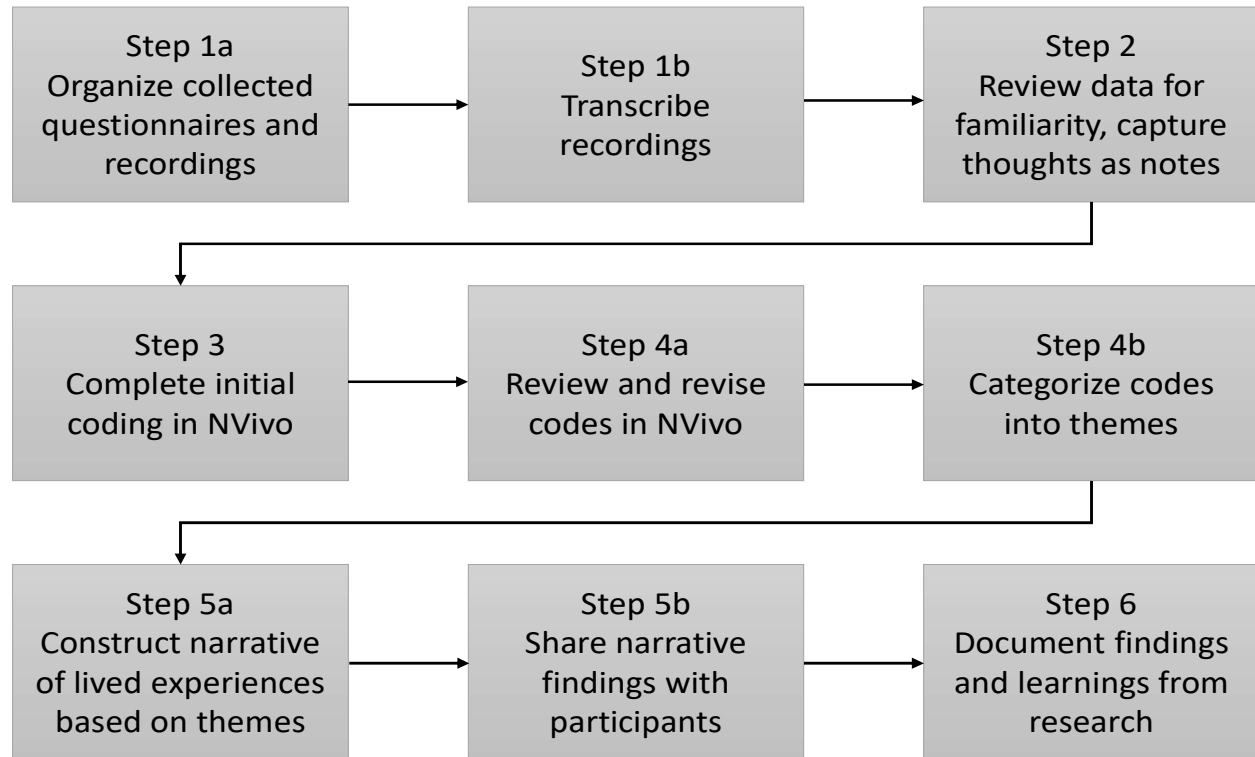 Step 1a
Organize collected
questionnaires and
recordings
Step 1b
Transcribe
recordings
Step 2
Review data for
familiarity, capture
thoughts as notes
Step 3
Complete initial
coding in NVivo
Step 4a
Review and revise
codes in NVivo
Step 4b
Categorize codes
into themes
Step 5a
Construct narrative
of lived experiences
based on themes
Step 5b
Share narrative
findings with
participants
Step 6
Document findings
and learnings from
research